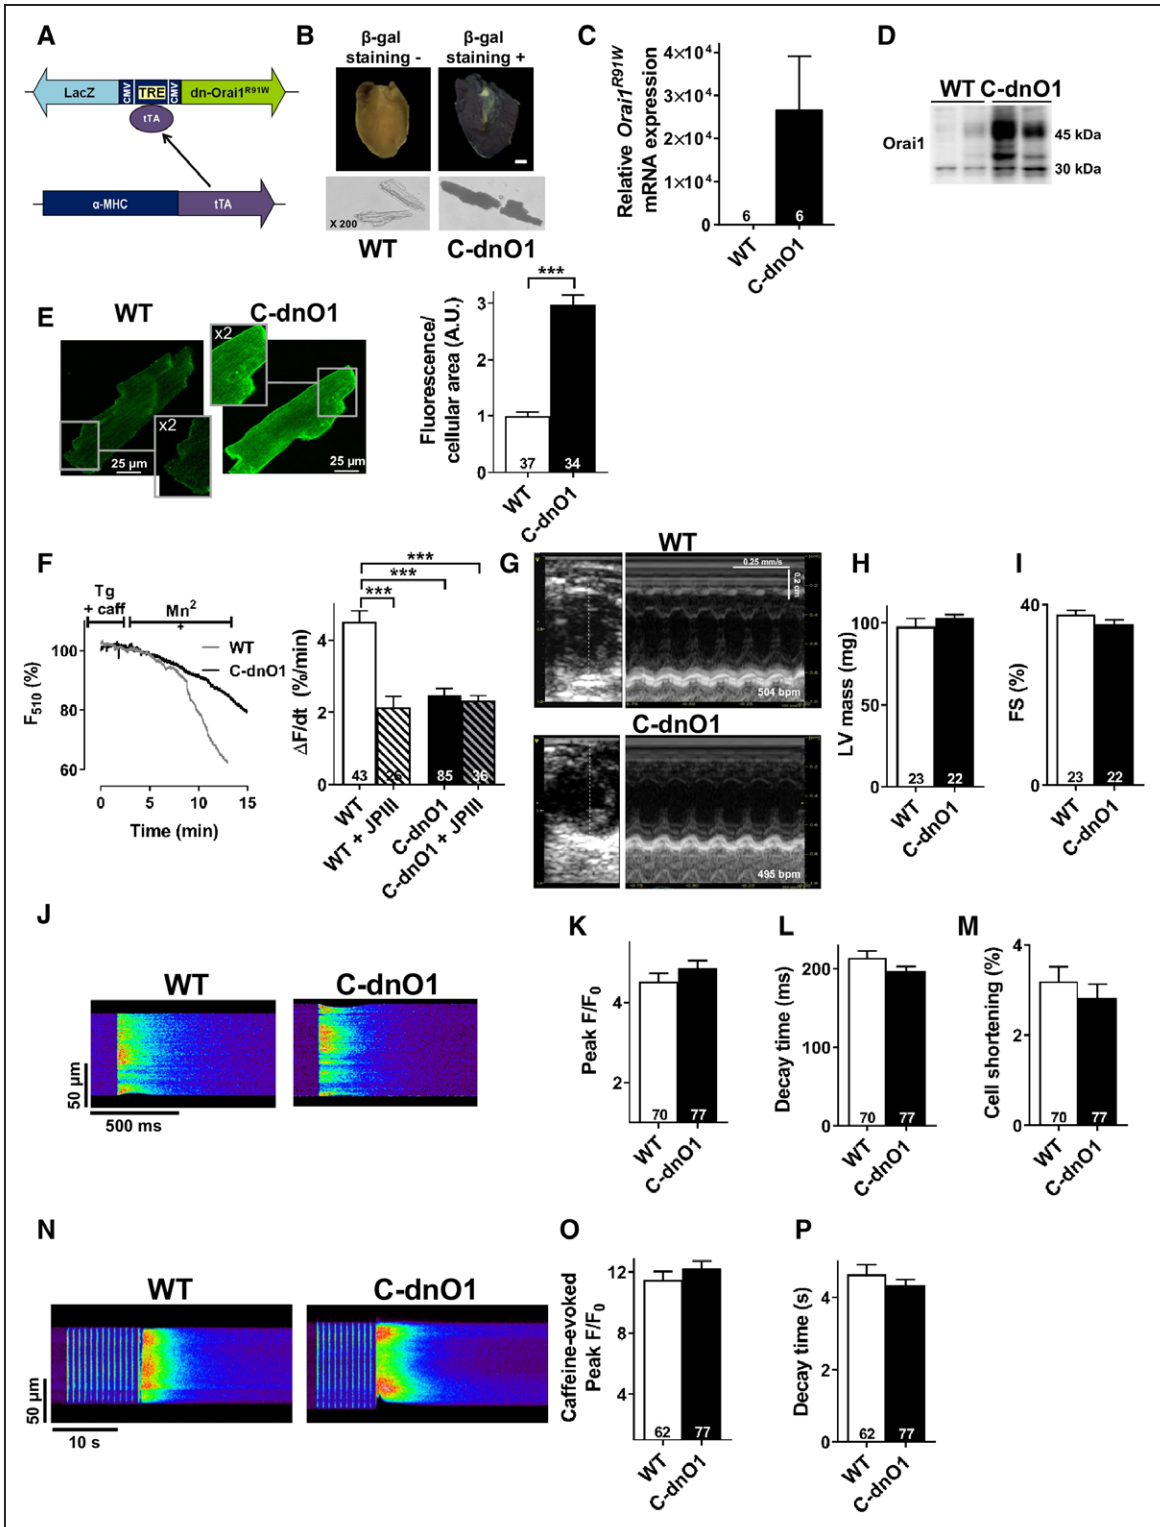 A
LacZ
CMV
TRE
CMV
dn-Orai1R91W
tTA
α-MHC
tTA
B
β-gal
staining -
β-gal
staining +
X 200
WT
C-dnO1
C
Relative Orai1R91W
mRNA expression
4×10⁴
3×10⁴
2×10⁴
1×10⁴
0
6
6
WT
C-dnO1
D
WT C-dnO1
Orai1
45 kDa
30 kDa
E
WT
C-dnO1
x2
x2
25 µm
25 µm
Fluorescence/
cellular area (A.U.)
3
2
1
0
***
37
34
WT
C-dnO1
F
Tg
+ caff
Mn2
+
WT
C-dnO1
F510 (%)
100
80
60
0
5
10
15
Time (min)
ΔF/dt (%/min)
4
2
0
***
***
***
43
26
85
36
WT
WT + JPIII
C-dnO1
C-dnO1 + JPIII
G
WT
0.25 mm/s
0.2 cm
504 bpm
C-dnO1
495 bpm
H
LV mass (mg)
100
50
0
23
22
WT
C-dnO1
I
FS (%)
40
0
23
22
WT
C-dnO1
J
WT
C-dnO1
50 µm
500 ms
K
Peak F/F0
4
2
70
77
WT
C-dnO1
L
Decay time (ms)
200
100
0
70
77
WT
C-dnO1
M
Cell shortening (%)
4
2
0
70
77
WT
C-dnO1
N
WT
C-dnO1
50 µm
10 s
O
Caffeine-evoked
Peak F/F0
12
8
4
62
77
WT
C-dnO1
P
Decay time (s)
4
2
0
62
77
WT
C-dnO1